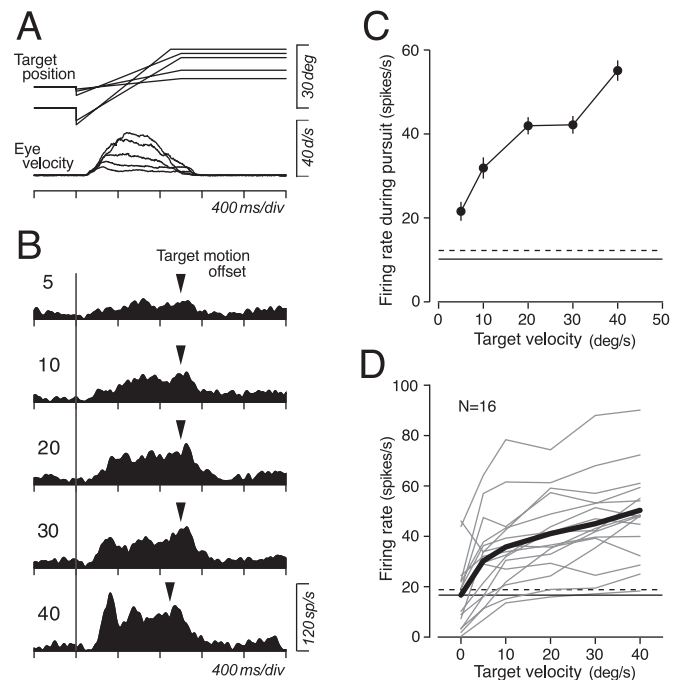 A
Target
position
30 deg
Eye
velocity
40 d/s
400 ms/div
B
Target motion
offset
5
10
20
30
40
120 sp/s
400 ms/div
C
Firing rate during pursuit (spikes/s)
60
40
20
0
0 10 20 30 40 50
Target velocity (deg/s)
D
N=16
Firing rate (spikes/s)
100
80
60
40
20
0
0 10 20 30 40
Target velocity (deg/s)